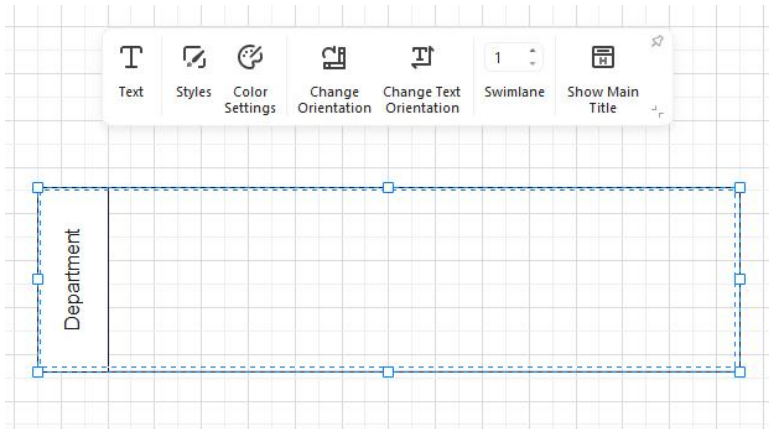 Text
Styles
Color
Settings
Change
Orientation
Change Text
Orientation
1
Swimlane
Show Main
Title
Department